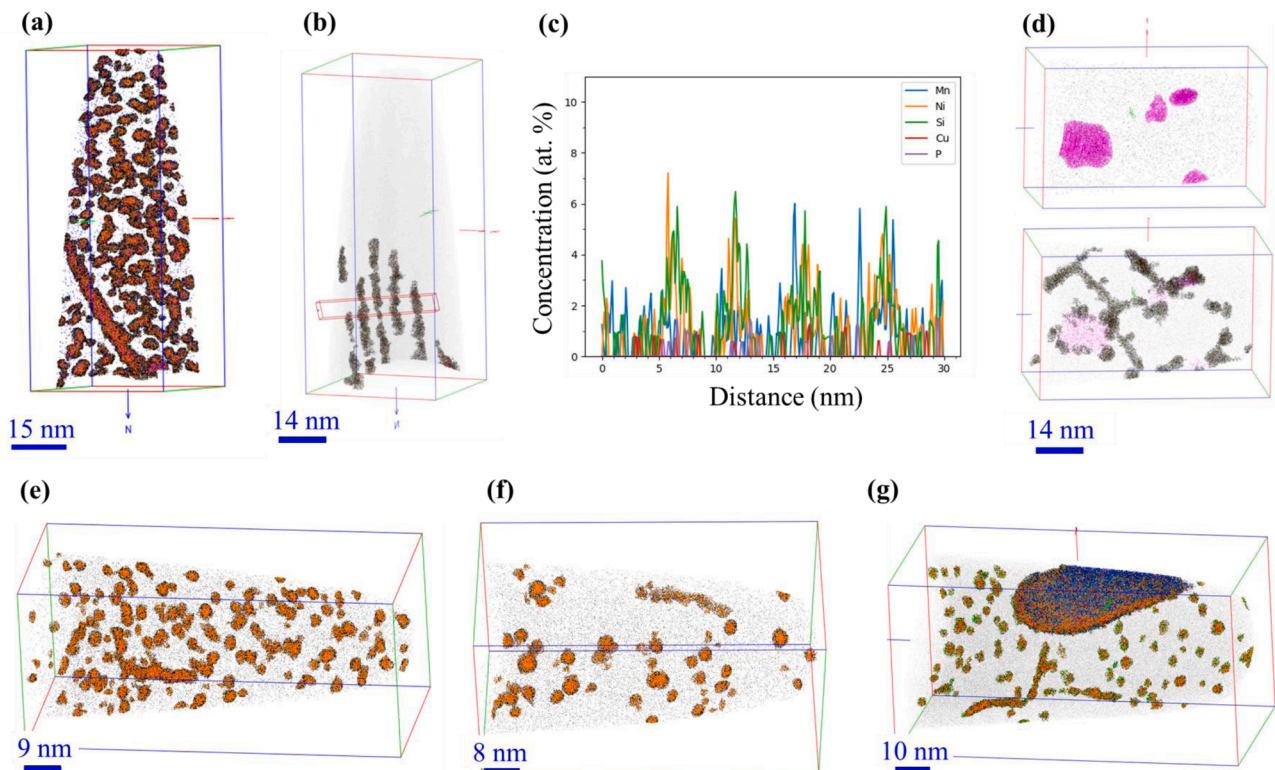 (a)
(b)
(c)
(d)
N
15 nm
N
14 nm
Concentration (at. %)
10
8
6
4
2
0
Mn
Ni
Si
Cu
P
0
5
10
15
20
25
30
Distance (nm)
14 nm
(e)
(f)
(g)
9 nm
8 nm
10 nm